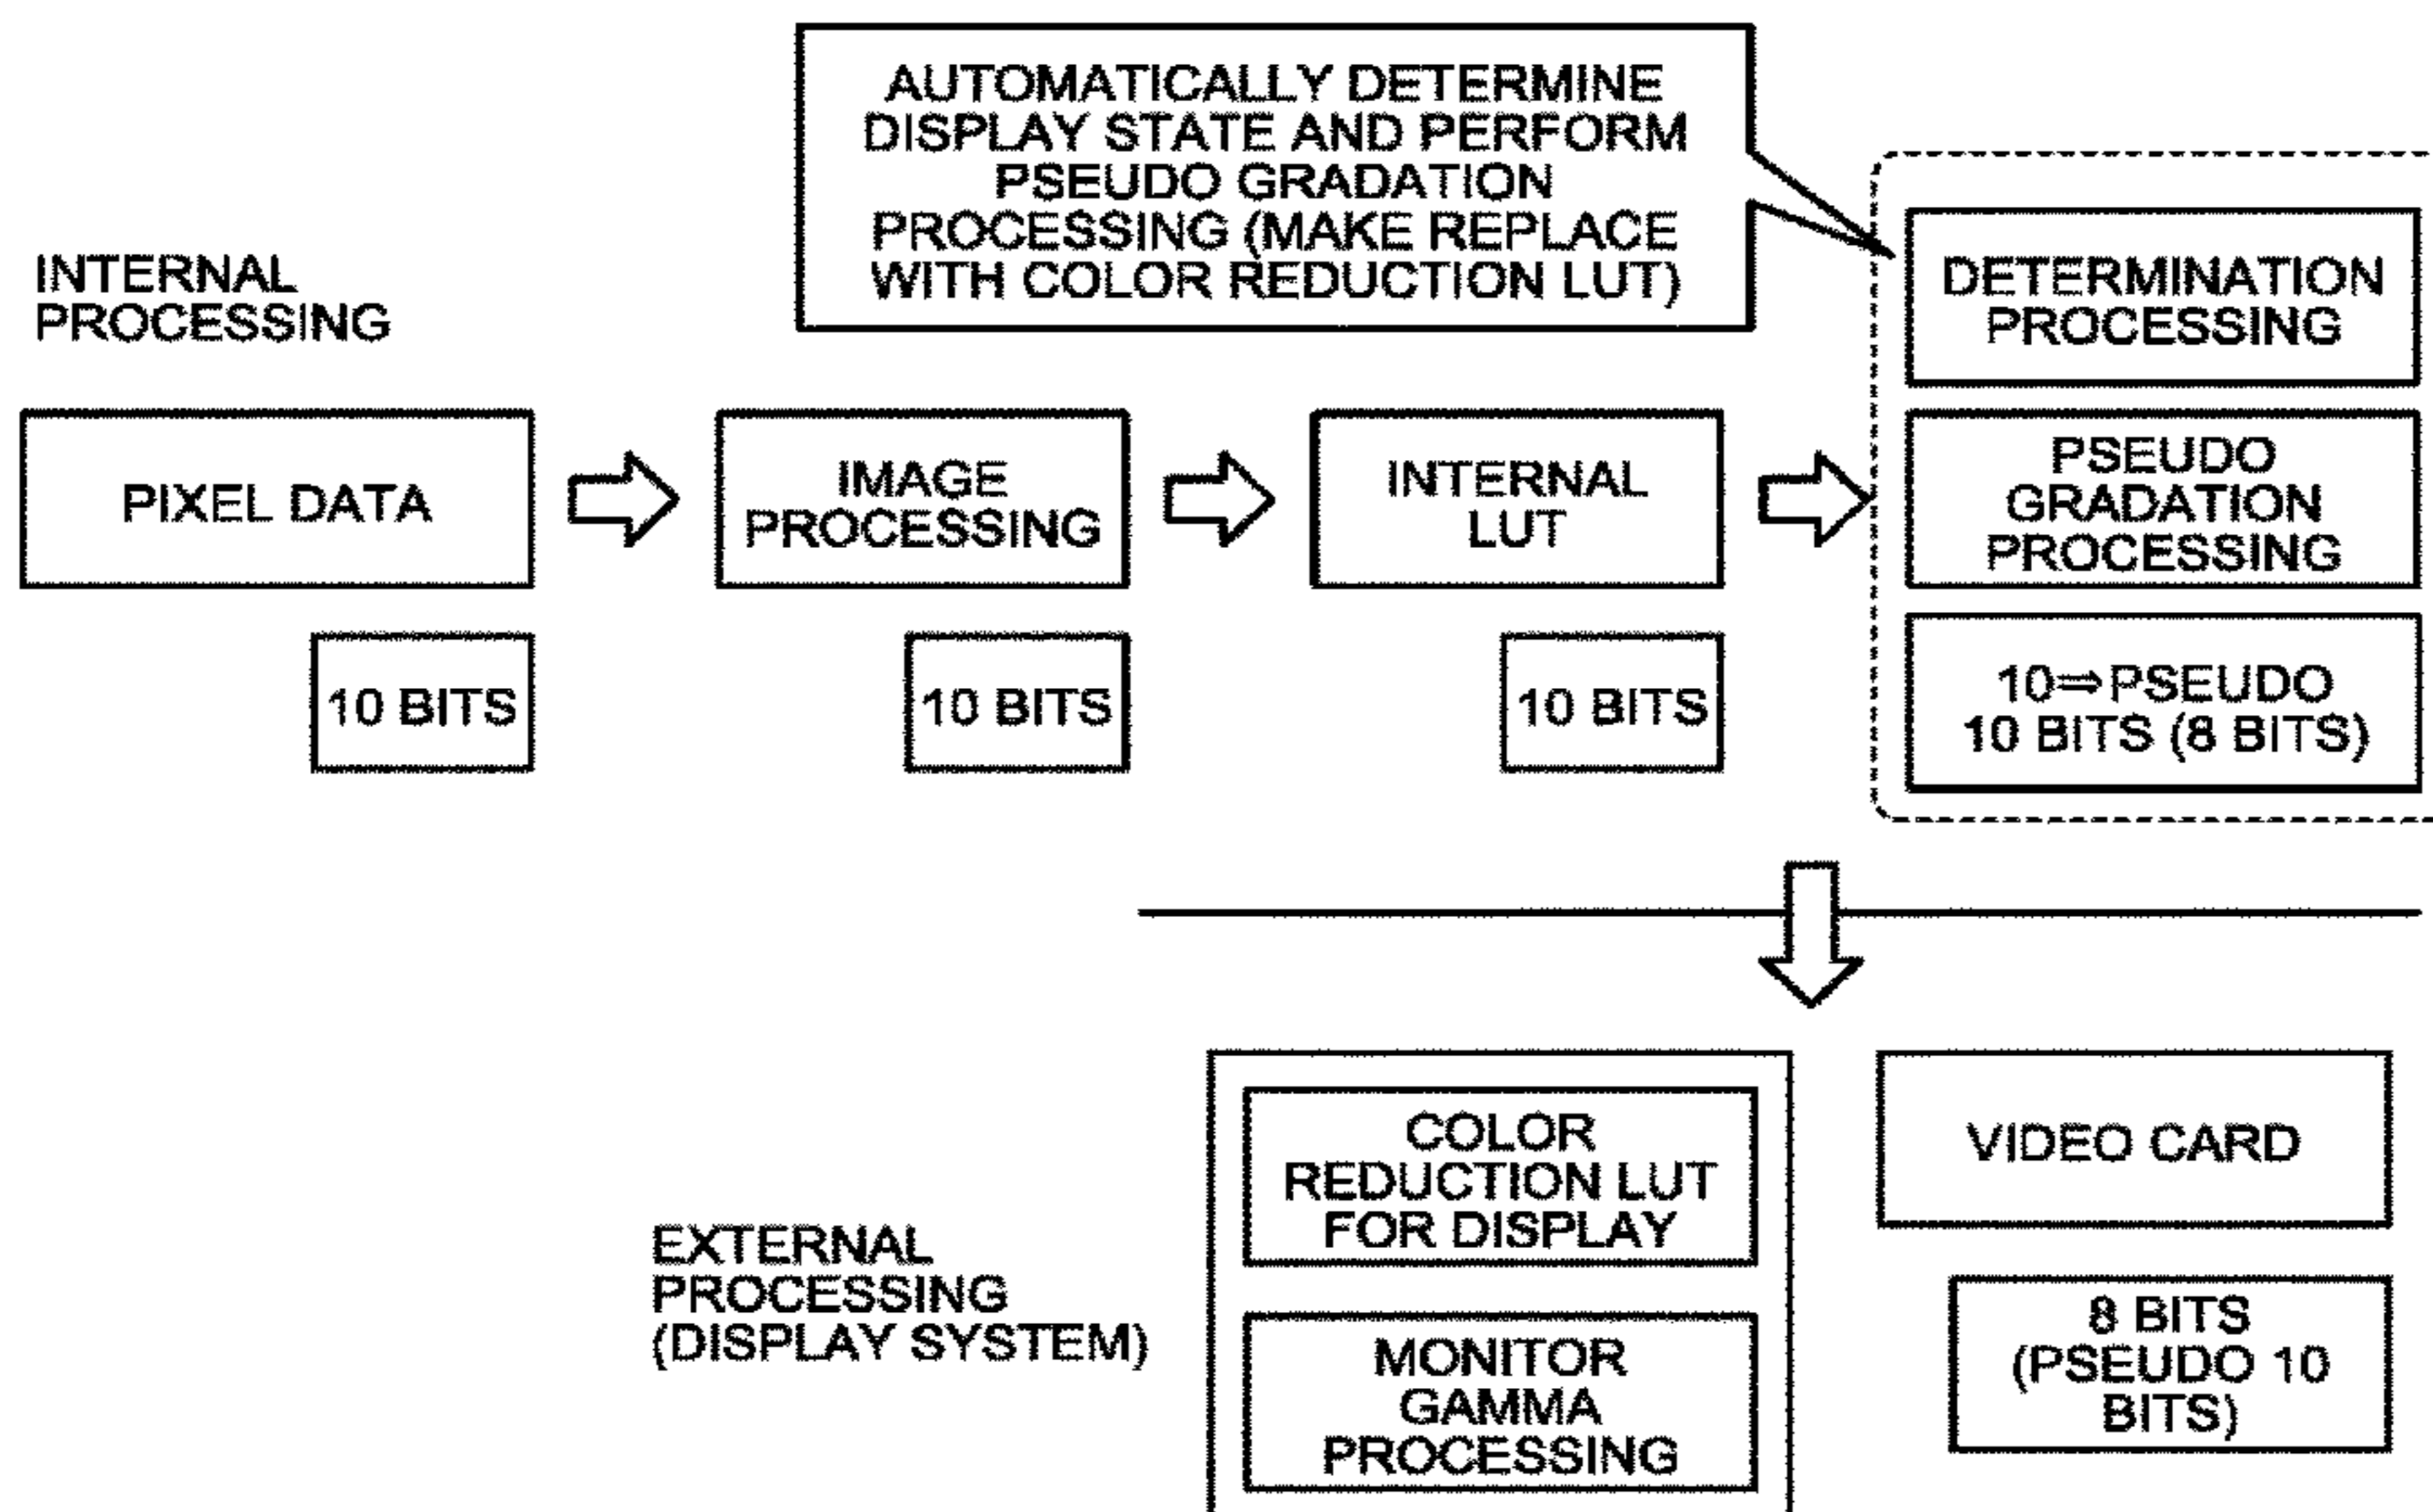 AUTOMATICALLY DETERMINE
DISPLAY STATE AND PERFORM
PSEUDO GRADATION
PROCESSING (MAKE REPLACE
WITH COLOR REDUCTION LUT)
INTERNAL
PROCESSING
DETERMINATION
PROCESSING
PIXEL DATA
IMAGE
PROCESSING
INTERNAL
LUT
PSEUDO
GRADATION
PROCESSING
10 BITS
10 BITS
10 BITS
10⇒PSEUDO
10 BITS (8 BITS)
EXTERNAL
PROCESSING
(DISPLAY SYSTEM)
COLOR
REDUCTION LUT
FOR DISPLAY
MONITOR
GAMMA
PROCESSING
VIDEO CARD
8 BITS
(PSEUDO 10
BITS)